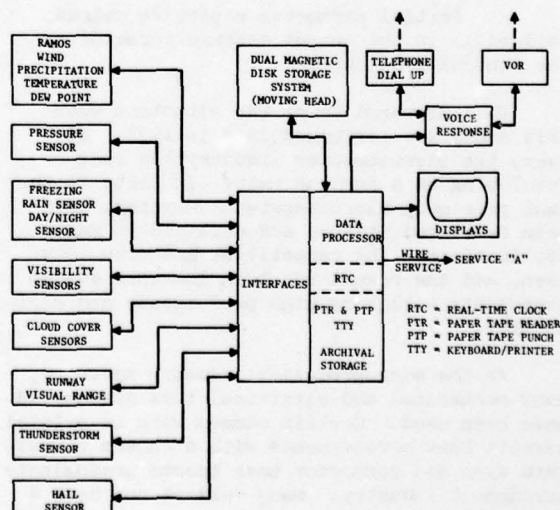 RAMOS
WIND
PRECIPITATION
TEMPERATURE
DEW POINT
PRESSURE
SENSOR
FREEZING
RAIN SENSOR
DAY/NIGHT
SENSOR
VISIBILITY
SENSORS
CLOUD COVER
SENSORS
RUNWAY
VISUAL RANGE
THUNDERSTORM
SENSOR
HAIL
SENSOR
DUAL MAGNETIC
DISK STORAGE
SYSTEM
(MOVING HEAD)
TELEPHONE
DIAL UP
VOR
VOICE
RESPONSE
INTERFACES
DATA
PROCESSOR
RTC
PTR & PTP
TTY
ARCHIVAL
STORAGE
DISPLAYS
WIRE
SERVICE
SERVICE "A"
RTC = REAL-TIME CLOCK
PTR = PAPER TAPE READER
PTP = PAPER TAPE PUNCH
TTY = KEYBOARD/PRINTER